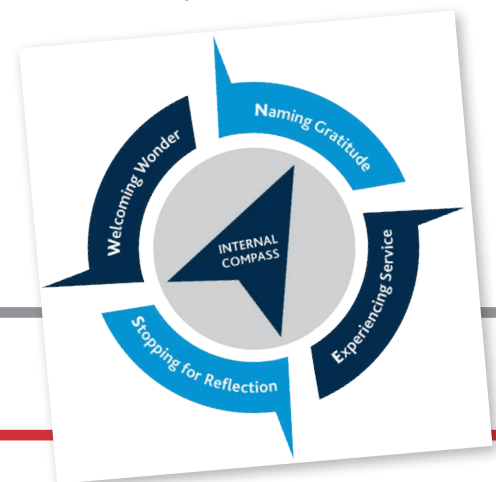 Naming Gratitude
Experiencing Service
Stopping for Reflection
Welcoming Wonder
INTERNAL
COMPASS